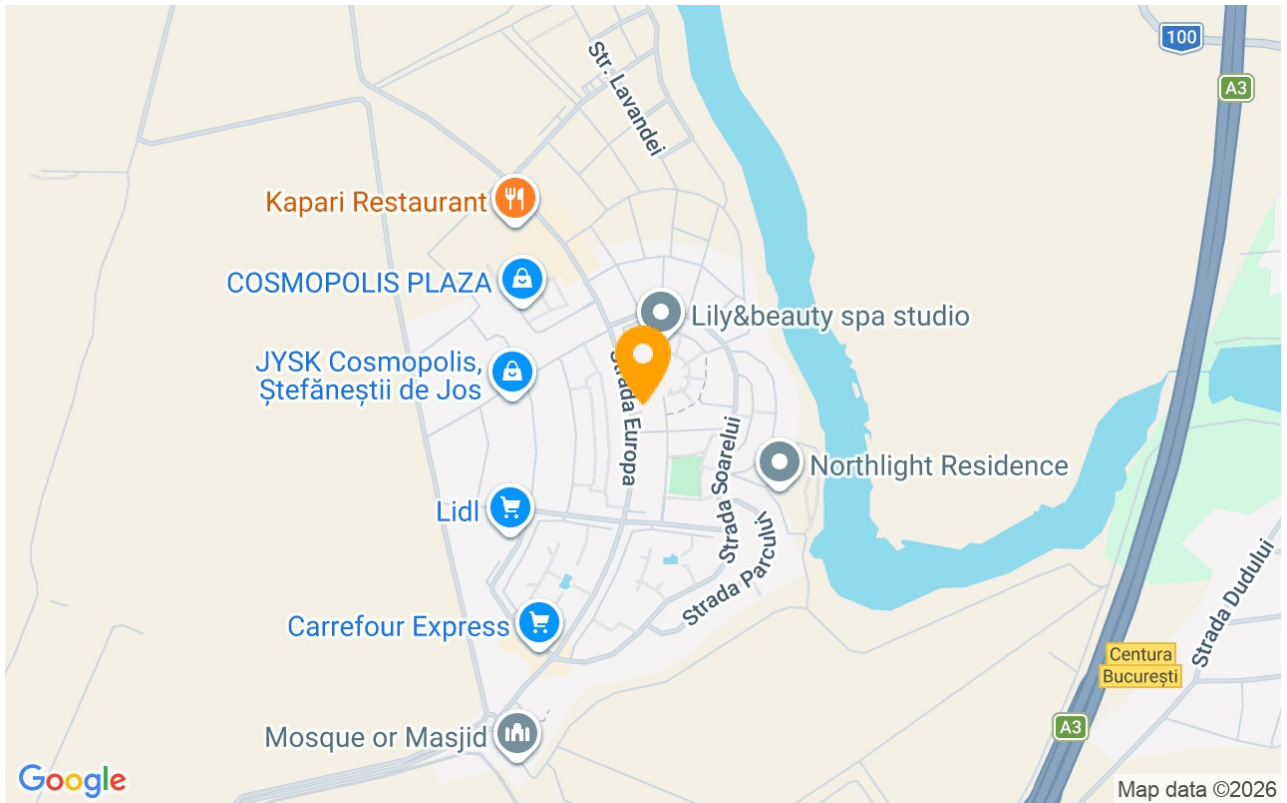 100
A3
Str. Lavandei
Kapari Restaurant
COSMOPOLIS PLAZA
Lily&beauty spa studio
JYSK Cosmopolis,
Ștefăneștii de Jos
Strada Europa
Strada Soarelui
Northlight Residence
Lidl
Strada Parcului
Strada Dudului
Carrefour Express
Centura
București
A3
Mosque or Masjid
Google
Map data ©2026